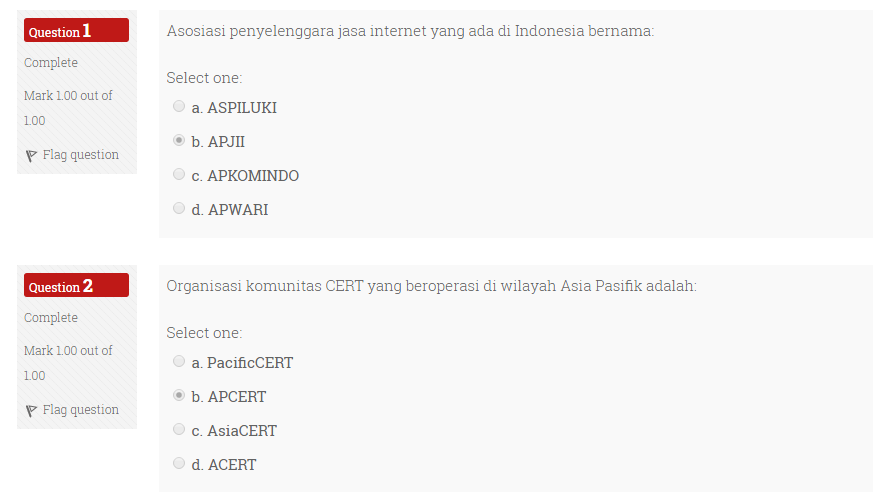 Question 1
Complete
Mark 1.00 out of
1.00
Flag question
Asosiasi penyelenggara jasa internet yang ada di Indonesia bernama:
Select one:
a. ASPILUKI
b. APJII
c. APKOMINDO
d. APWARI
Question 2
Complete
Mark 1.00 out of
1.00
Flag question
Organisasi komunitas CERT yang beroperasi di wilayah Asia Pasifik adalah:
Select one:
a. PacificCERT
b. APCERT
c. AsiaCERT
d. ACERT